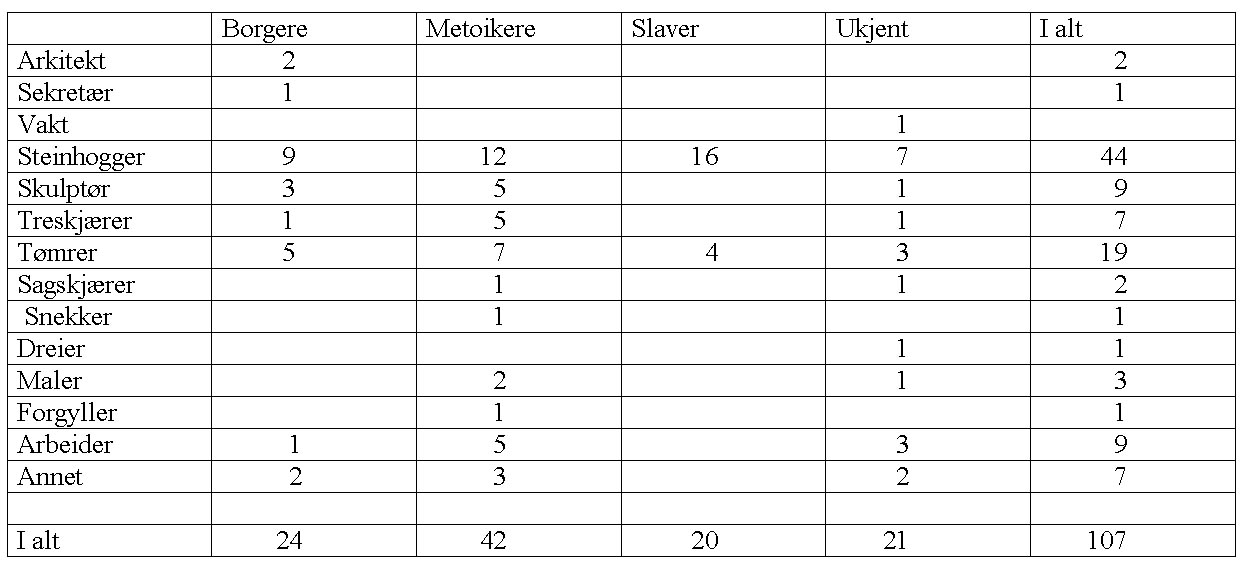 Borgere Metoikere Slaver Ukjent I alt
Arkitekt 2 2
Sekretær 1 1
Vakt 1
Steinhogger 9 12 16 7 44
Skulptør 3 5 1 9
Treskjærer 1 5 1 7
Tømrer 5 7 4 3 19
Sagskjærer 1 1 2
Snekker 1 1
Dreier 1 1
Maler 2 1 3
Forgyller 1 1
Arbeider 1 5 3 9
Annet 2 3 2 7
I alt 24 42 20 21 107